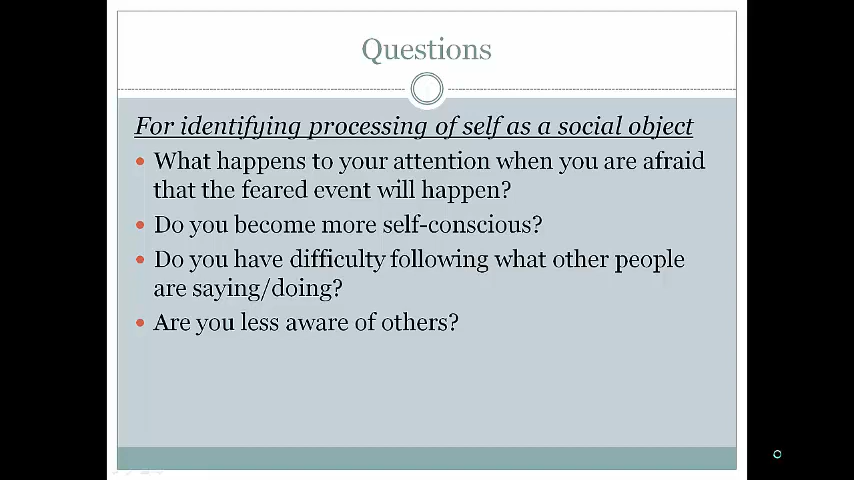 Questions
For identifying processing of self as a social object
• What happens to your attention when you are afraid
that the feared event will happen?
• Do you become more self-conscious?
• Do you have difficulty following what other people
are saying/doing?
• Are you less aware of others?